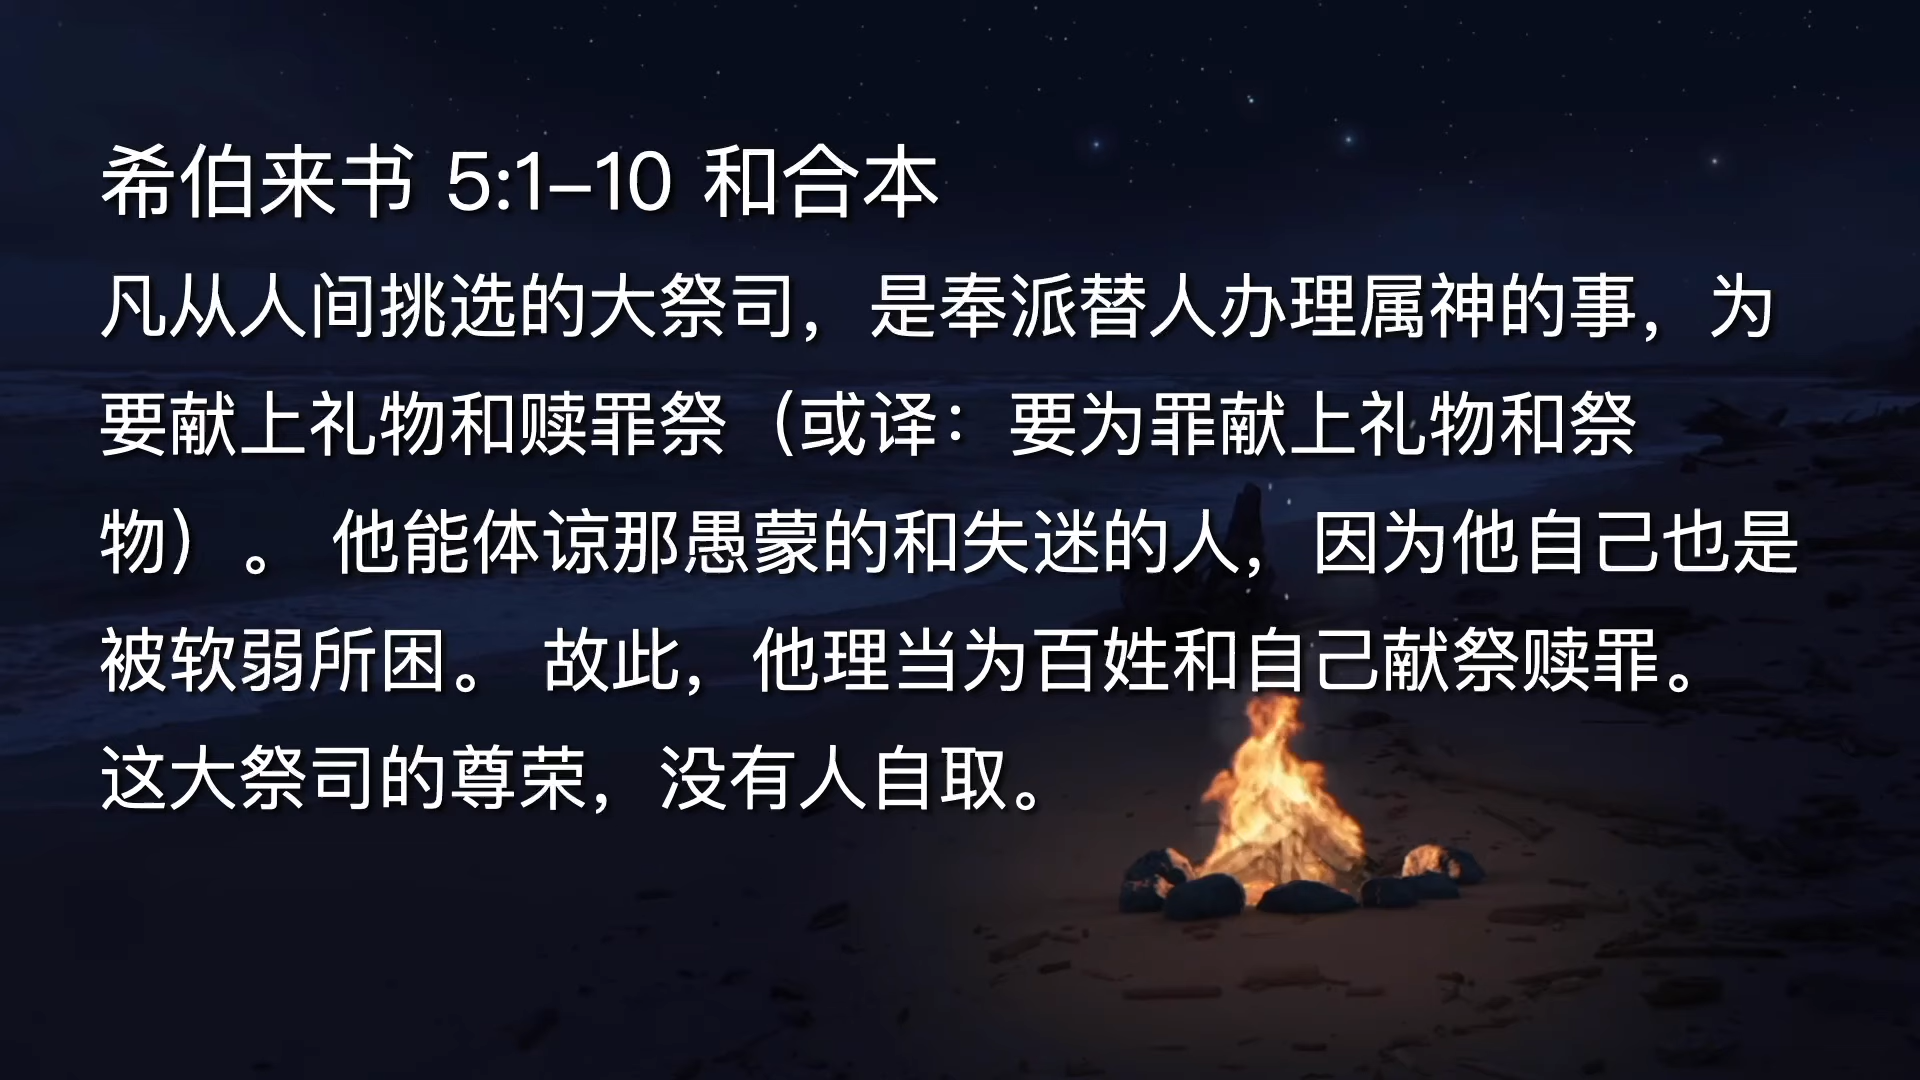 希伯来书 5:1–10 和合本
凡从人间挑选的大祭司，是奉派替人办理属神的事，为
要献上礼物和赎罪祭（或译：要为罪献上礼物和祭
物）。 他能体谅那愚蒙的和失迷的人，因为他自己也是
被软弱所困。 故此，他理当为百姓和自己献祭赎罪。
这大祭司的尊荣，没有人自取。